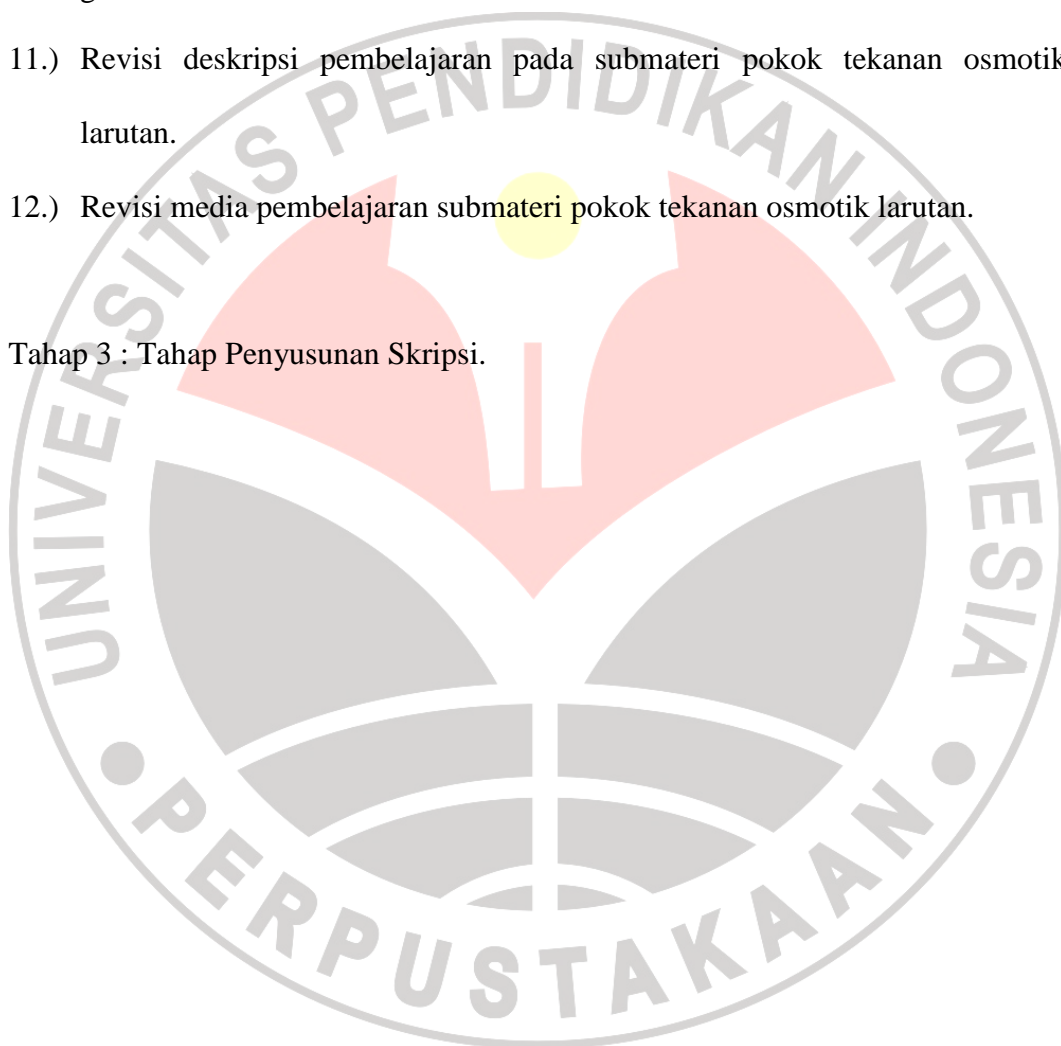 11.) Revisi deskripsi pembelajaran pada submateri pokok tekanan osmotik
larutan.
12.) Revisi media pembelajaran submateri pokok tekanan osmotik larutan.
Tahap 3 : Tahap Penyusunan Skripsi.
UNIVERSITAS PENDIDIKAN INDONESIA
PERPUSTAKAAN